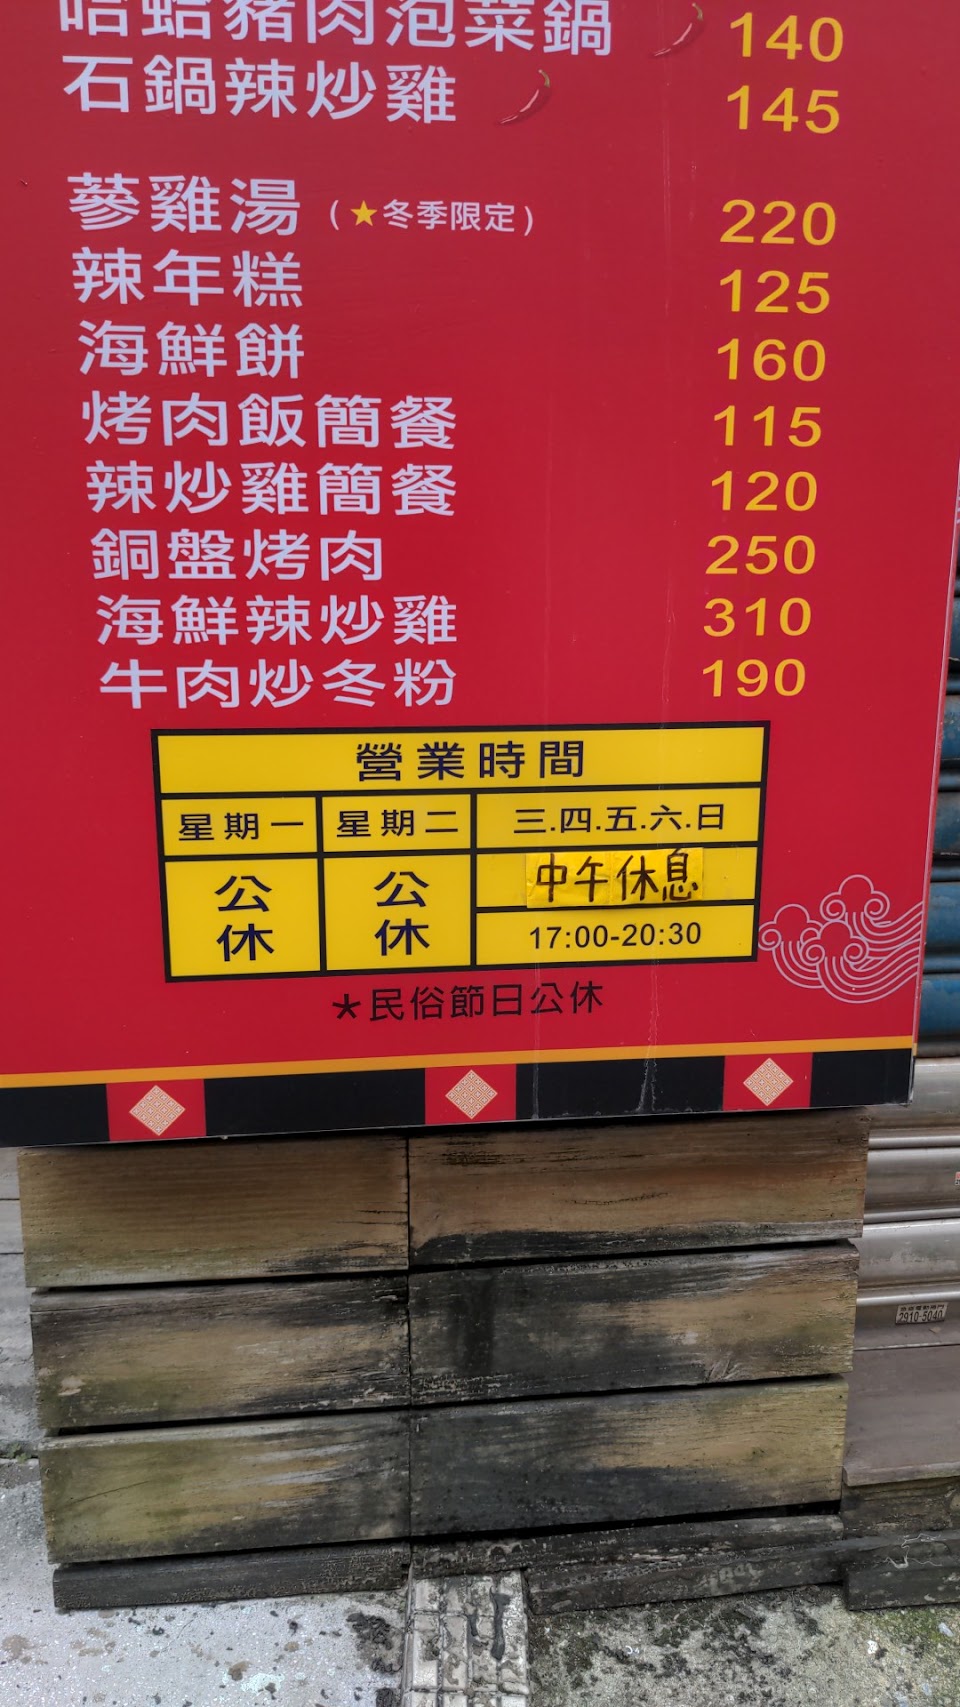 哈蛤豬肉泡菜鍋 140
石鍋辣炒雞 145
蔘雞湯 (★冬季限定) 220
辣年糕 125
海鮮餅 160
烤肉飯簡餐 115
辣炒雞簡餐 120
銅盤烤肉 250
海鮮辣炒雞 310
牛肉炒冬粉 190
營業時間
星期一 星期二 三.四.五.六.日
公休 公休 中午休息
17:00-20:30
*民俗節日公休
2910-5040